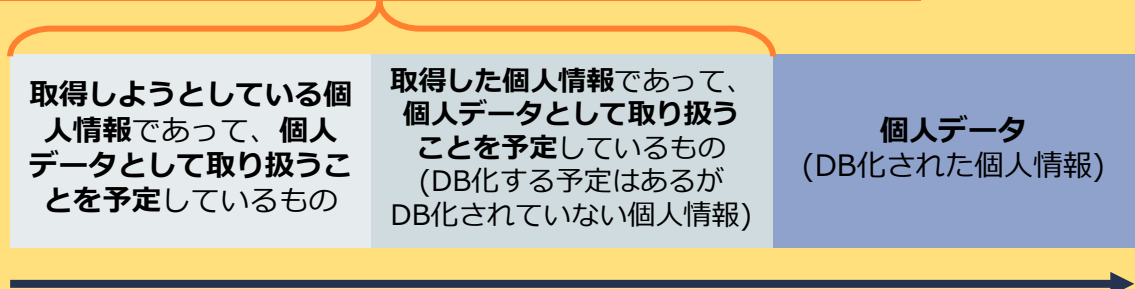 取得しようとしている個
人情報であって、個人
データとして取り扱うこ
とを予定しているもの
取得した個人情報であって、
個人データとして取り扱う
ことを予定しているもの
(DB化する予定はあるが
DB化されていない個人情報)
個人データ
(DB化された個人情報)